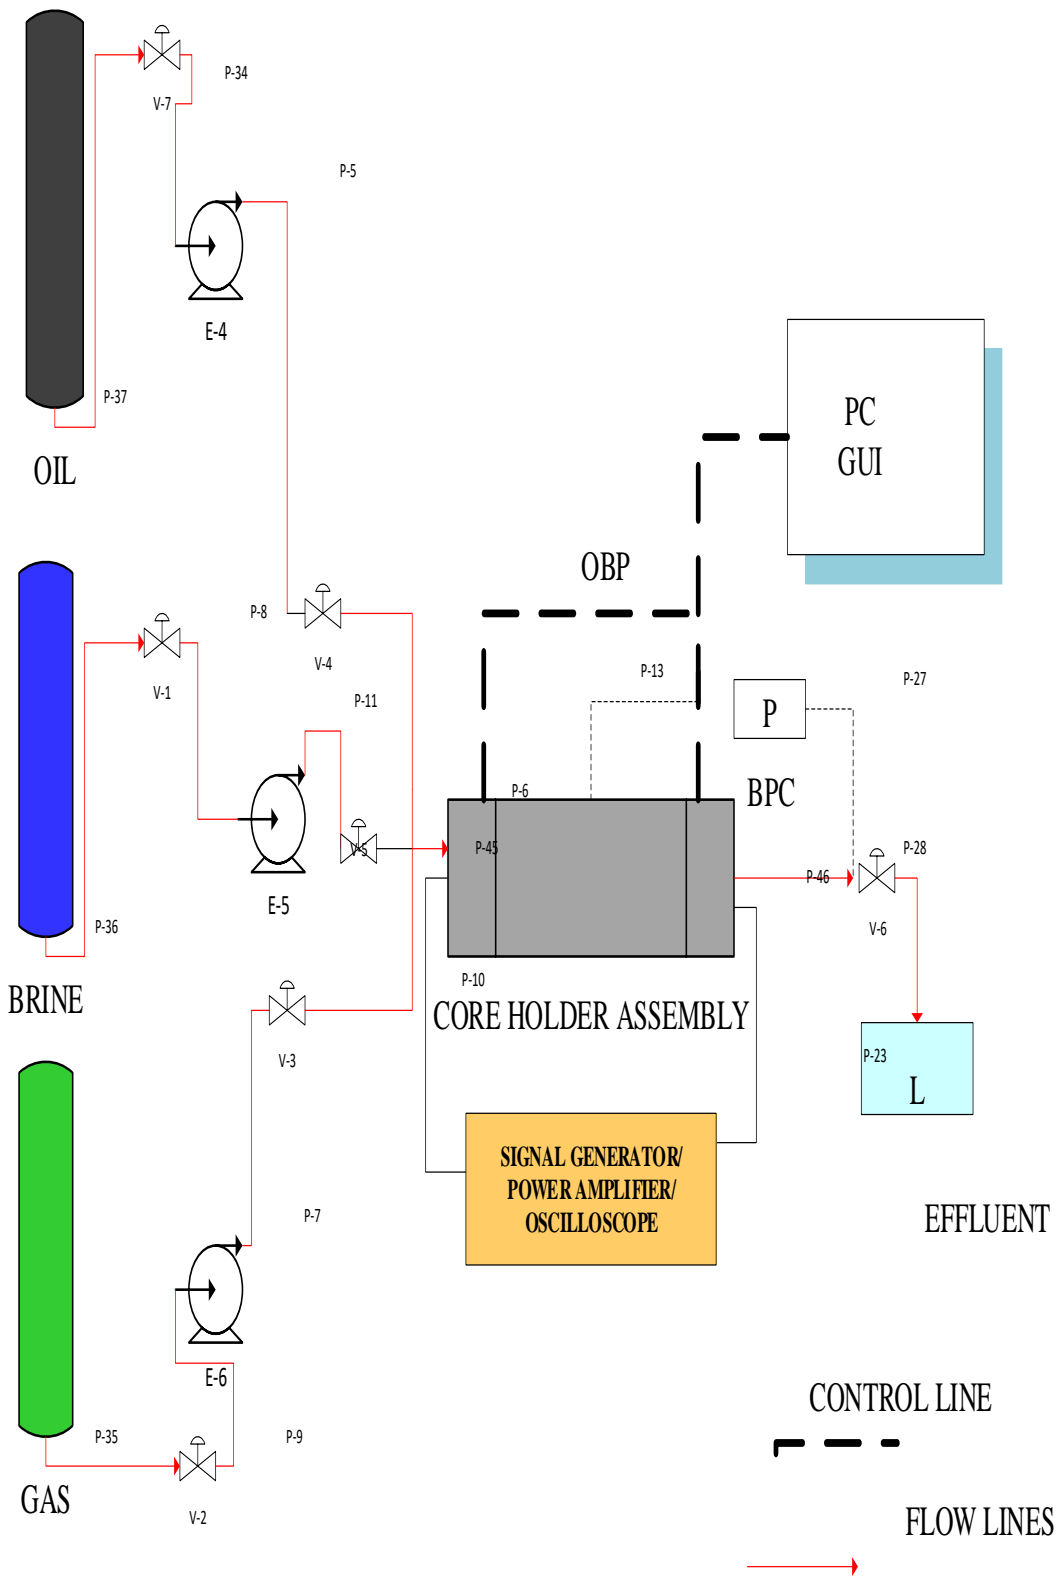 P-34
V-7
P-5
E-4
P-37
PC
GUI
OIL
OBP
P-8
V-4
P-13
V-1
P-27
P-11
P
P-6
BPC
V-5
P-45
P-28
P-46
E-5
P-36
V-6
P-10
BRINE
CORE HOLDER ASSEMBLY
V-3
P-23
L
SIGNAL GENERATOR/
POWER AMPLIFIER/
OSCILLOSCOPE
P-7
EFFLUENT
E-6
CONTROL LINE
P-35
P-9
GAS
V-2
FLOW LINES